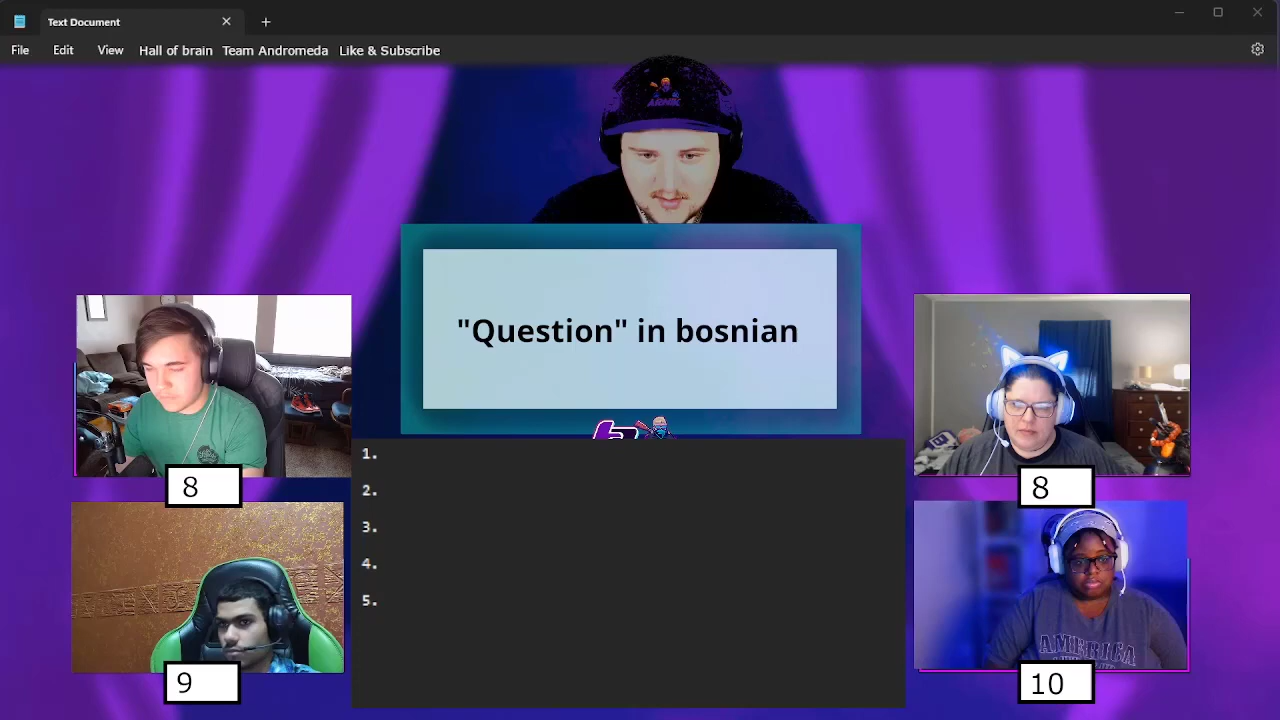 Text Document
File Edit View Hall of brain Team Andromeda Like & Subscribe
"Question" in bosnian
1.
2.
3.
4.
5.
8
8
9
10
AMERICA